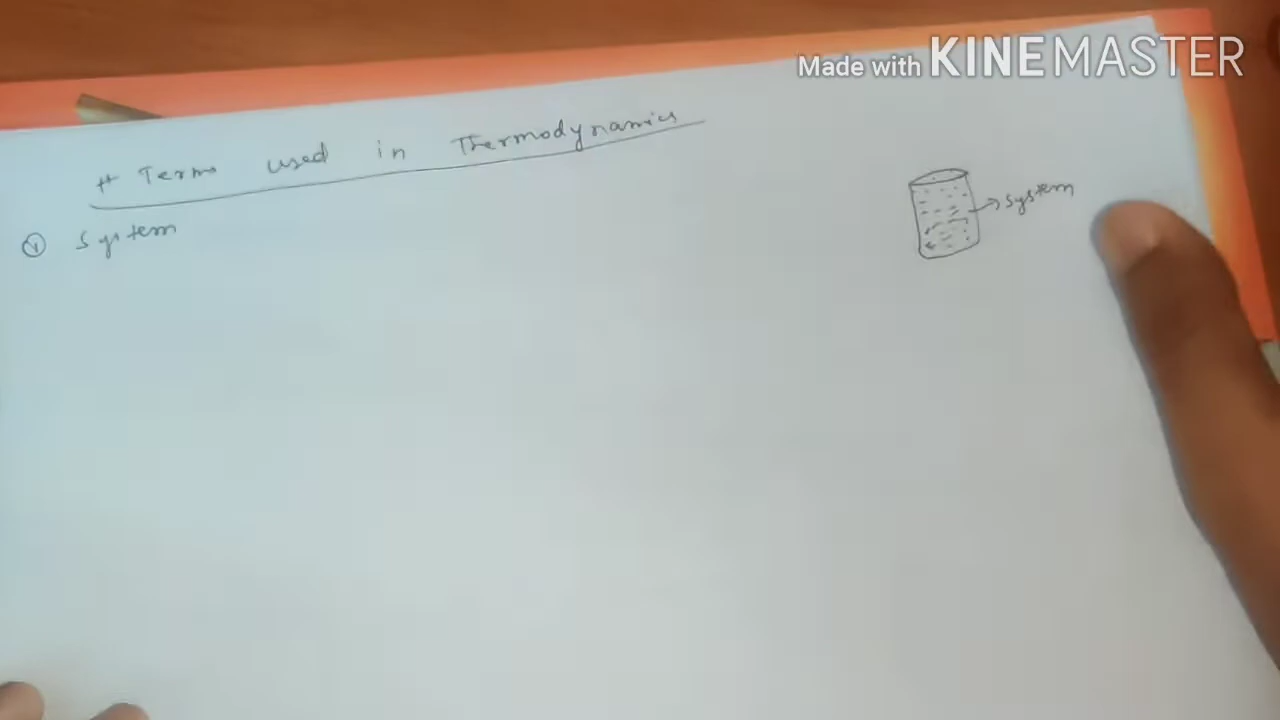 Made with KINEMASTER
# Terms used in Thermodynamics
① System
→ System